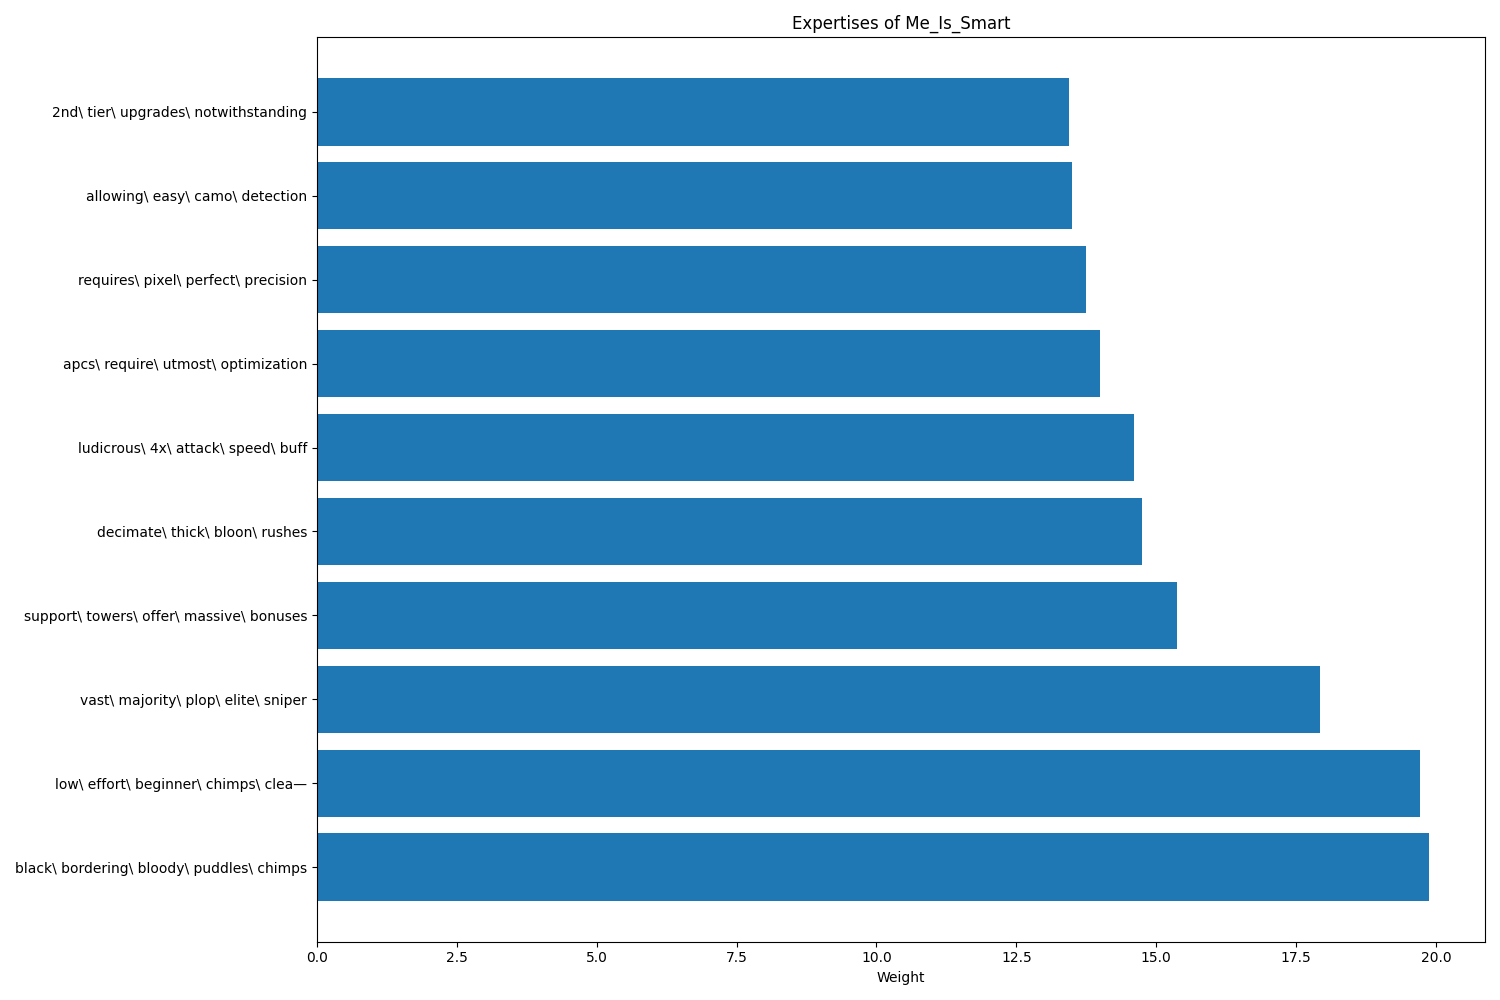 Expertises of Me_Is_Smart
2nd\ tier\ upgrades\ notwithstanding
allowing\ easy\ camo\ detection
requires\ pixel\ perfect\ precision
apcs\ require\ utmost\ optimization
ludicrous\ 4x\ attack\ speed\ buff
decimate\ thick\ bloon\ rushes
support\ towers\ offer\ massive\ bonuses
vast\ majority\ plop\ elite\ sniper
low\ effort\ beginner\ chimps\ clea—
black\ bordering\ bloody\ puddles\ chimps
0.0 2.5 5.0 7.5 10.0 12.5 15.0 17.5 20.0
Weight